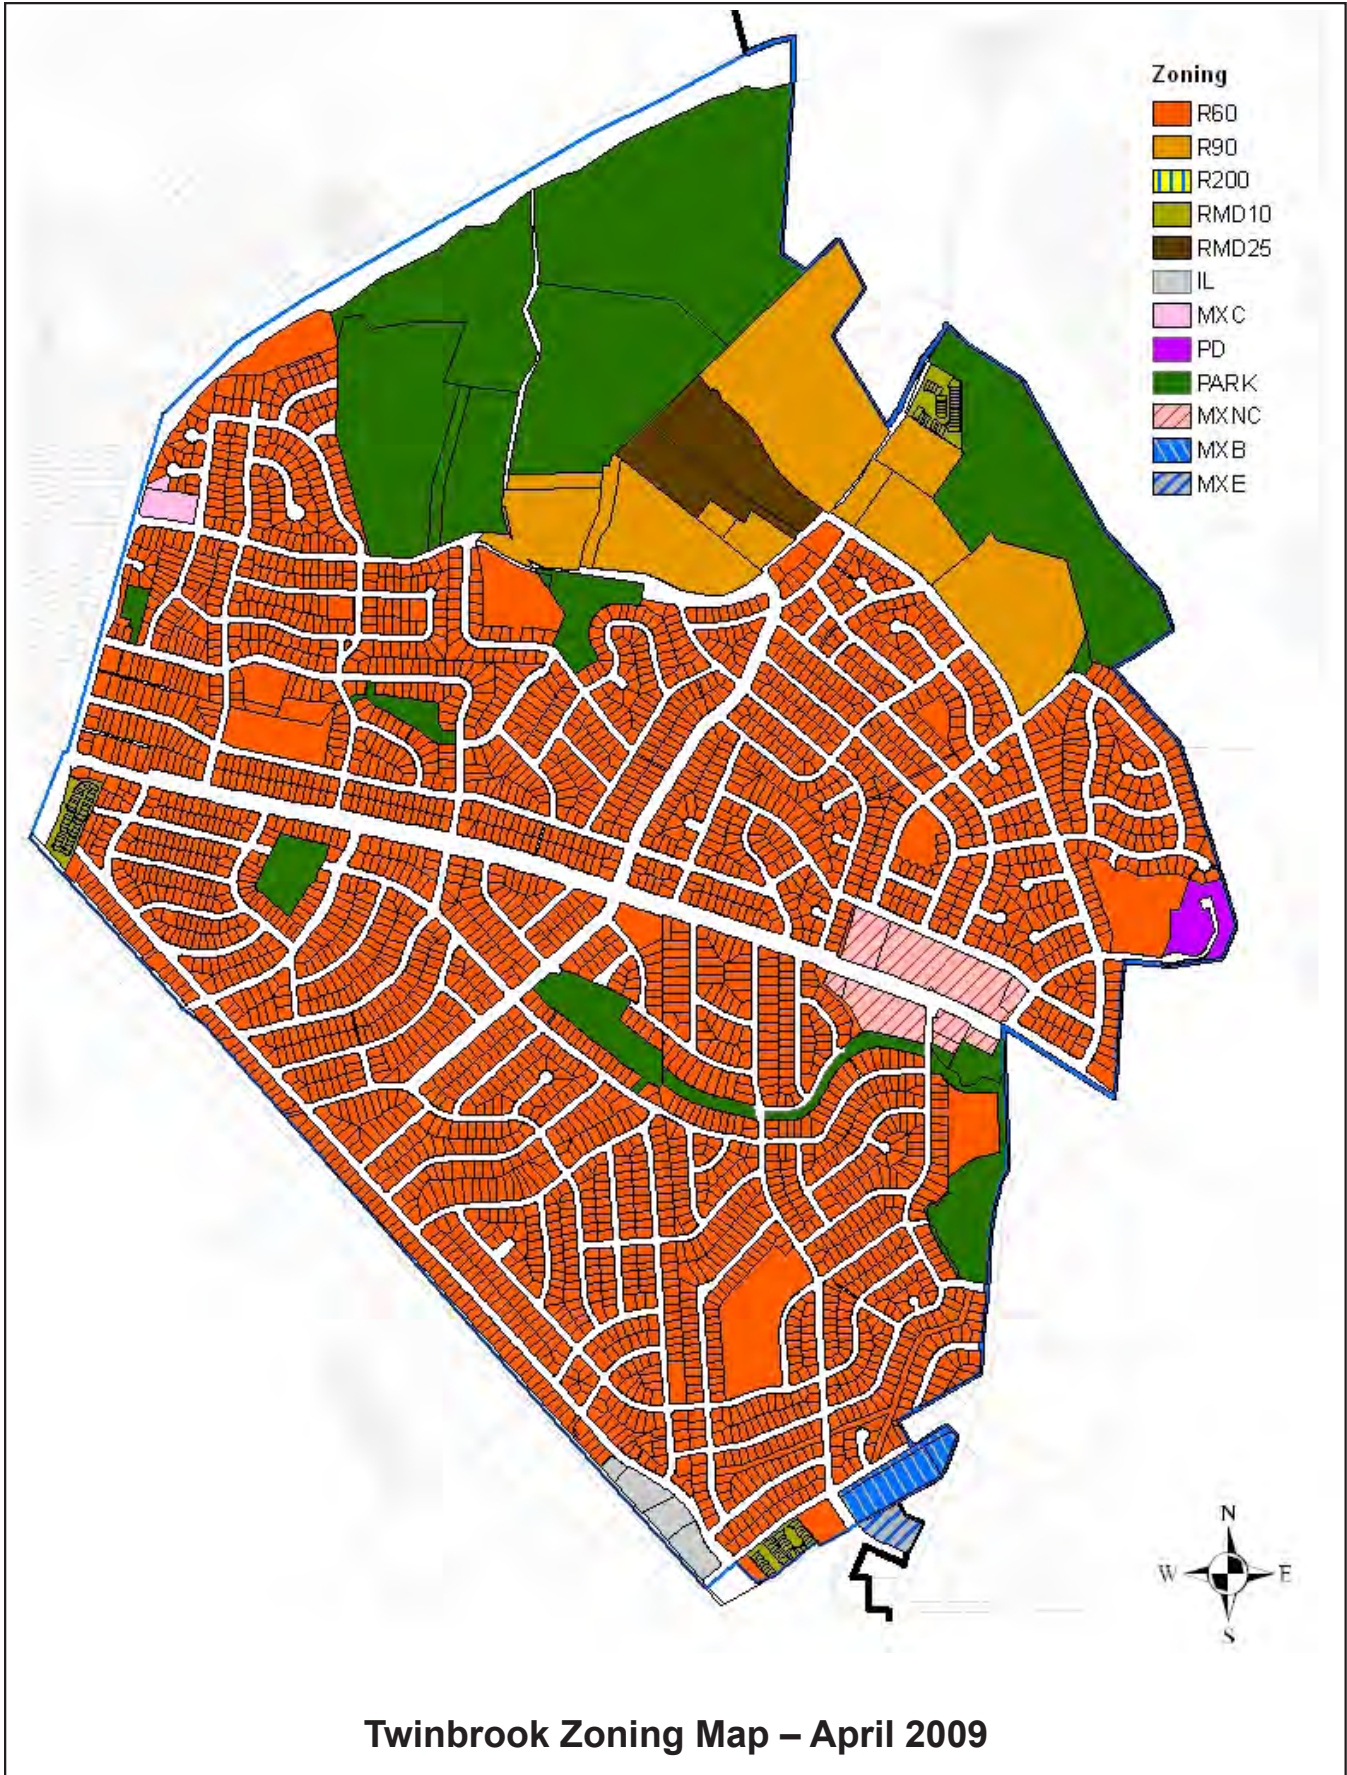 Zoning
R60
R90
R200
RMD10
RMD25
IL
MXC
PD
PARK
MXNC
MXB
MXE
N
W E
S
Twinbrook Zoning Map – April 2009